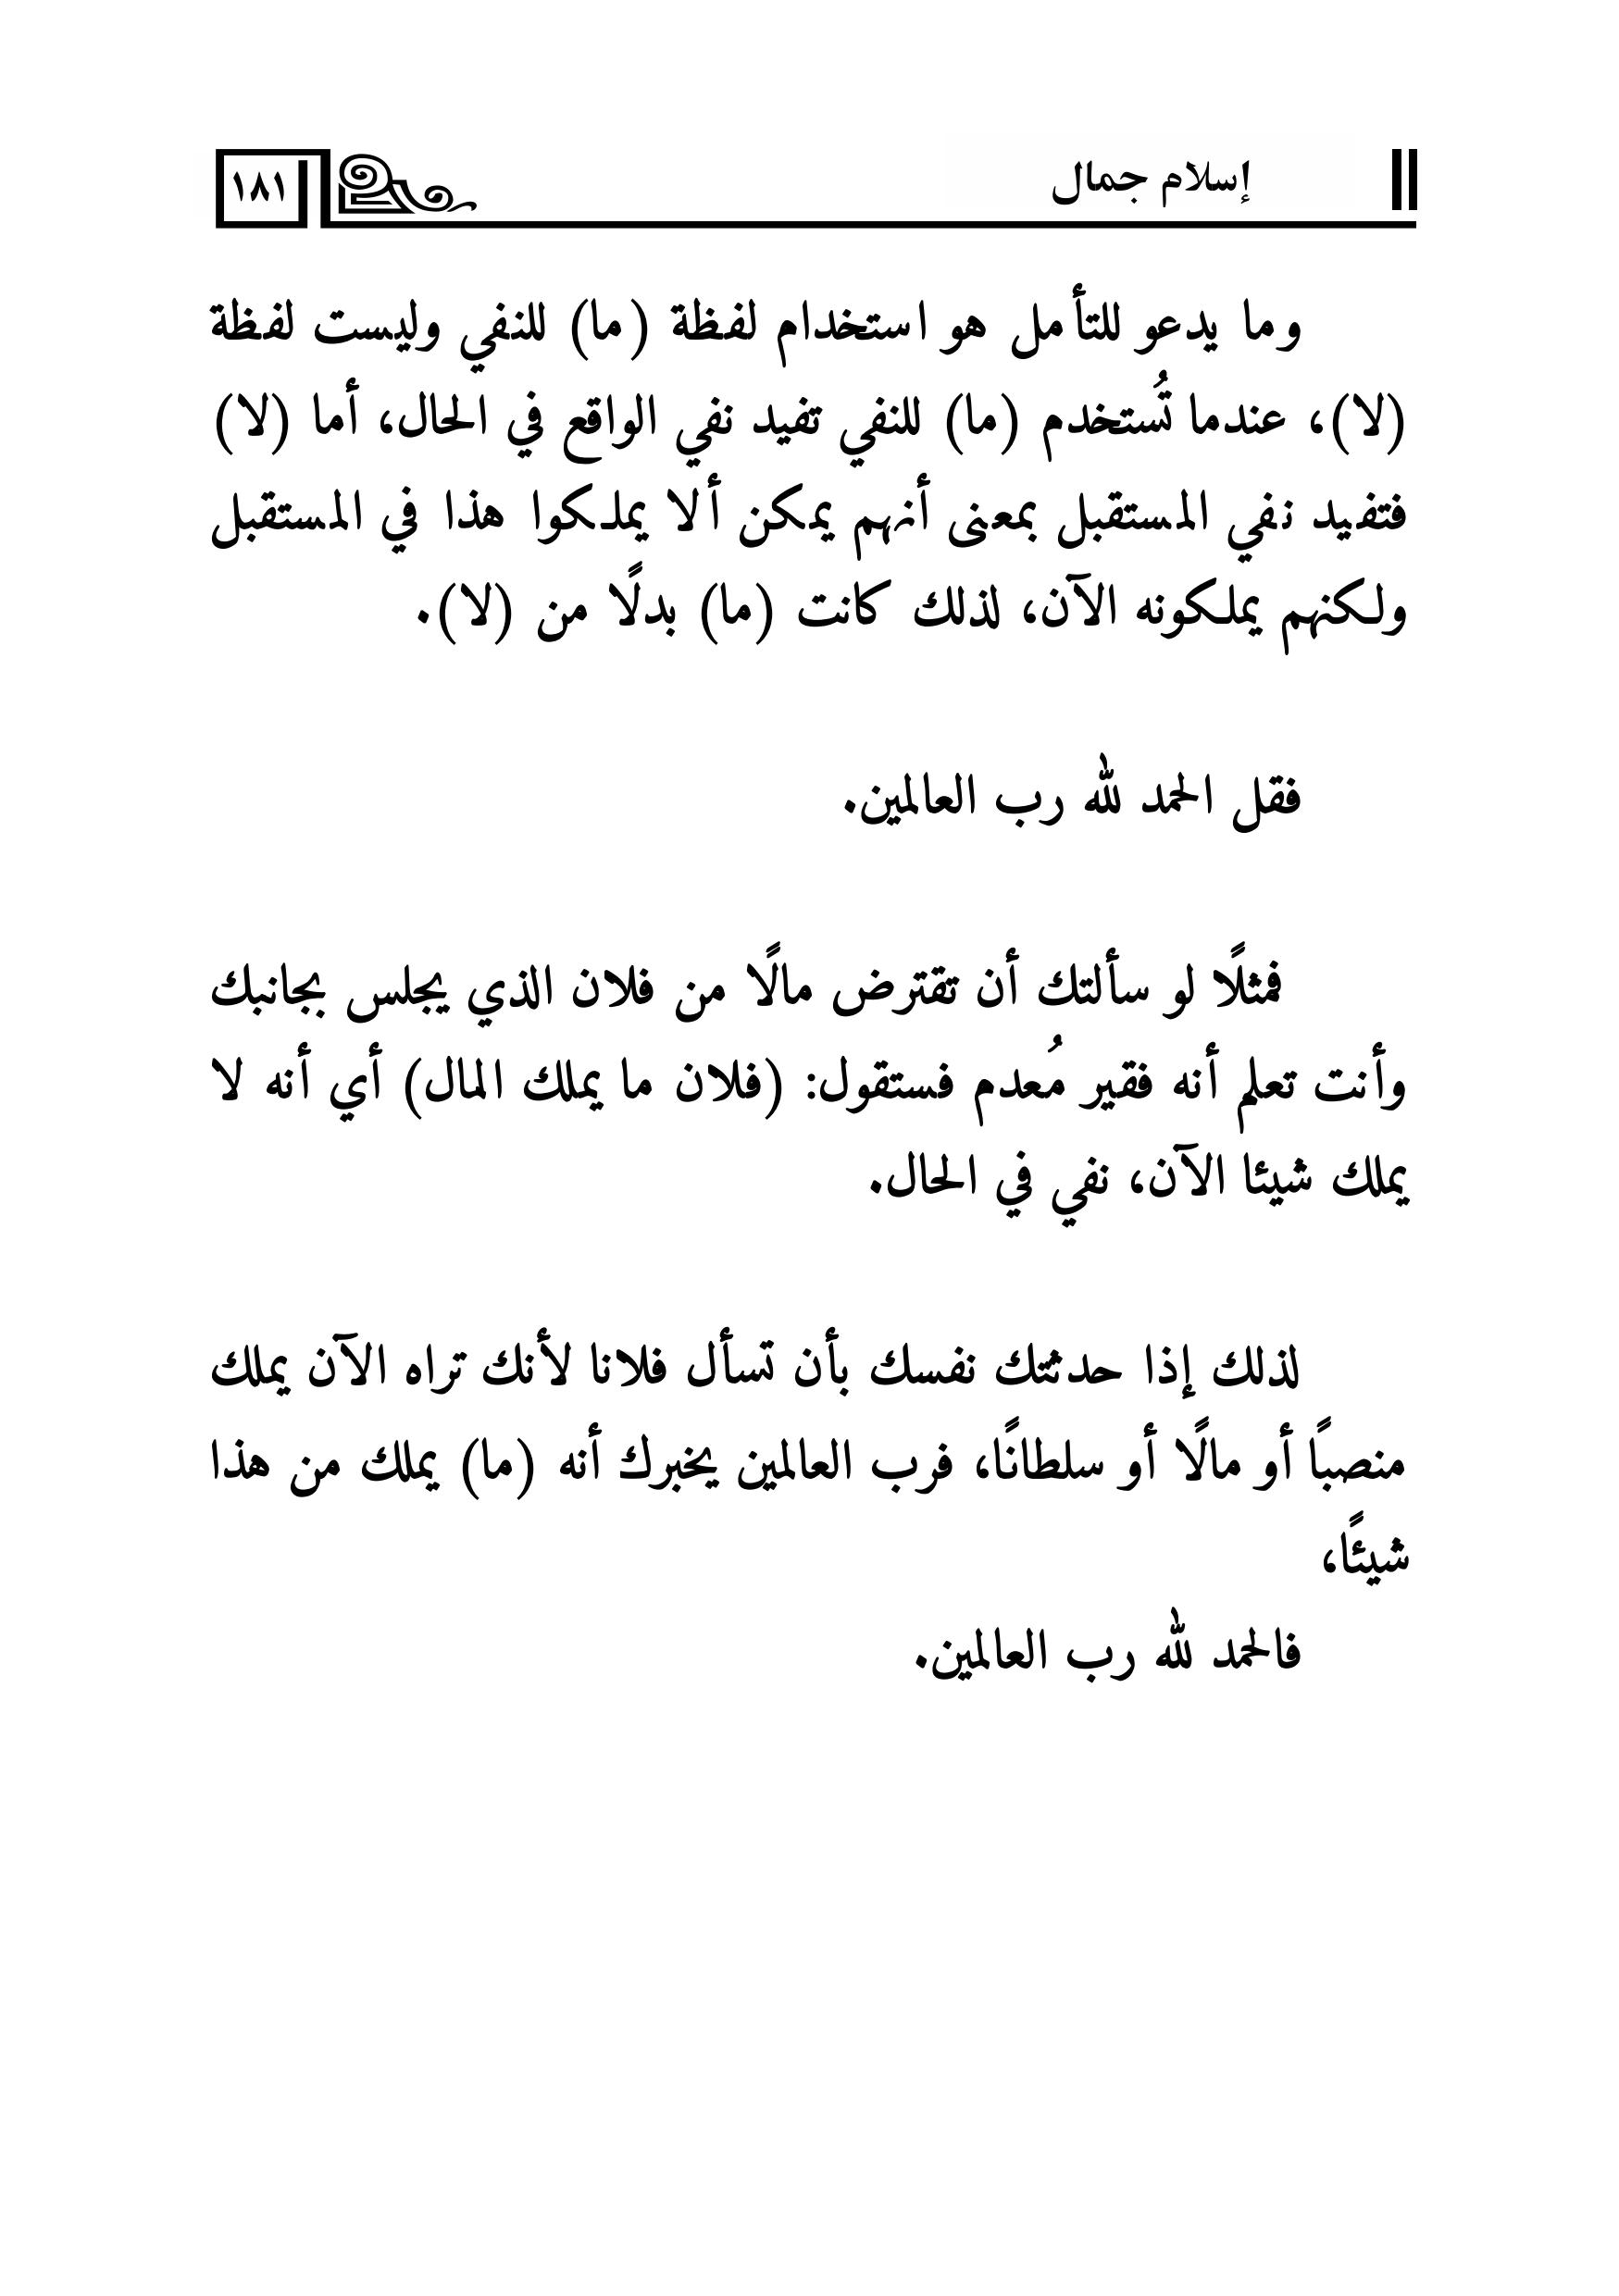 إسلام جمال
١٨١
وما يدعو للتأمل هو استخدام لفظة (ما) للنفي وليست لفظة
(لا)، عندما تُستخدم (ما) للنفي تفيد نفي الواقع في الحال، أما (لا)
فتفيد نفي المستقبل بمعنى أنهم يمكن ألا يملكوا هذا في المستقبل
ولكنهم يملكونه الآن، لذلك كانت (ما) بدلًا من (لا).
فقل الحمد لله رب العالمين.
فمثلًا لو سألتك أن تقترض مالًا من فلان الذي يجلس بجانبك
وأنت تعلم أنه فقير مُعدم فستقول: (فلان ما يملك المال) أي أنه لا
يملك شيئا الآن، نفي في الحال.
لذلك إذا حدثتك نفسك بأن تسأل فلانا لأنك تراه الآن يملك
منصبًا أو مالًا أو سلطانًا، فرب العالمين يخبرك أنه (ما) يملك من هذا
شيئًا،
فالحمد لله رب العالمين.